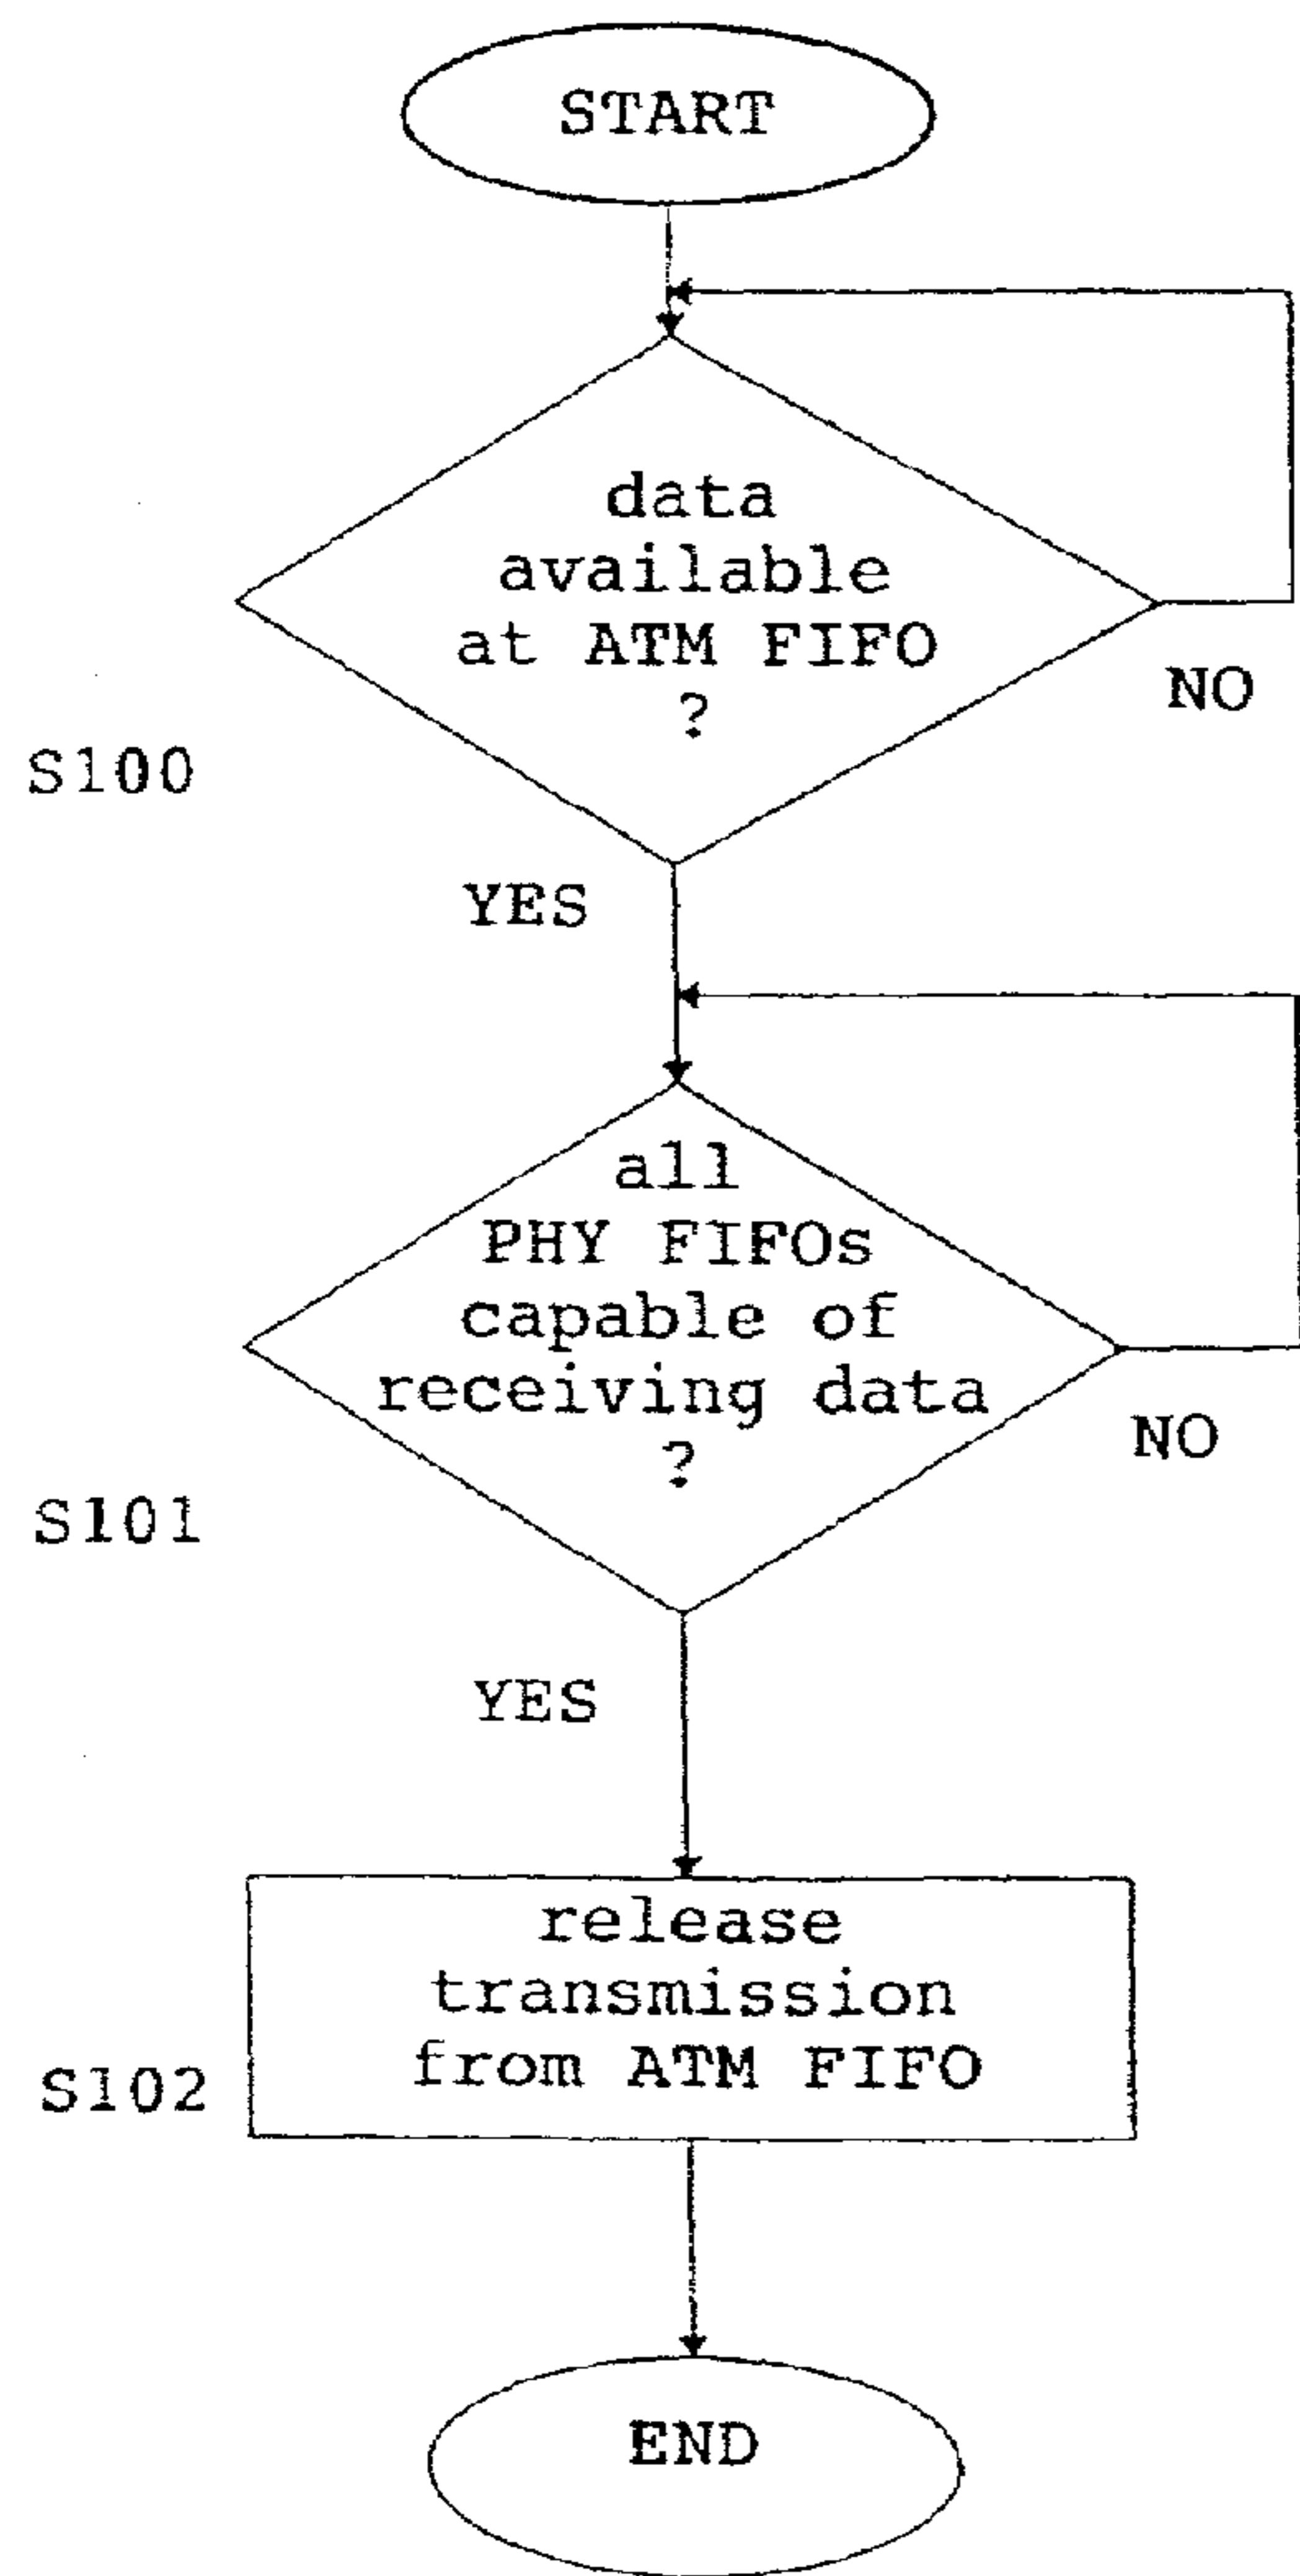 START
data
available
at ATM FIFO
?
NO
S100
YES
all
PHY FIFOs
capable of
receiving data
?
NO
S101
YES
release
transmission
from ATM FIFO
S102
END